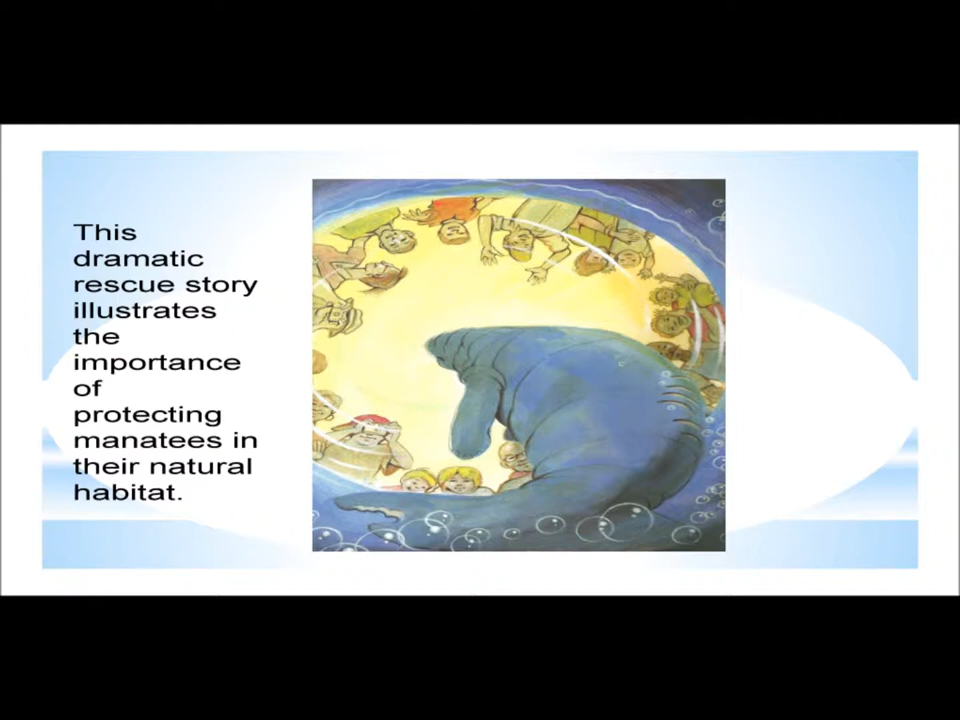 This
dramatic
rescue story
illustrates
the
importance
of
protecting
manatees in
their natural
habitat.